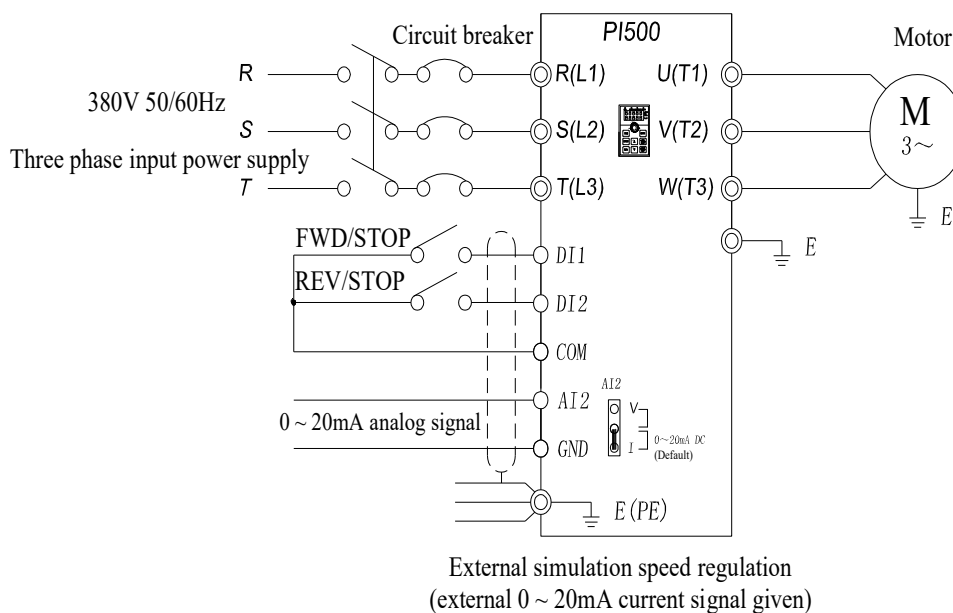 Circuit breaker
PI500
Motor
R
R(L1)
U(T1)
380V 50/60Hz
M
3~
S
S(L2)
V(T2)
Three phase input power supply
T
T(L3)
W(T3)
E
FWD/STOP
E
DI1
REV/STOP
DI2
COM
AI2
AI2
V
0 ~ 20mA analog signal
0~20mA DC
(Default)
I
GND
E(PE)
External simulation speed regulation
(external 0 ~ 20mA current signal given)